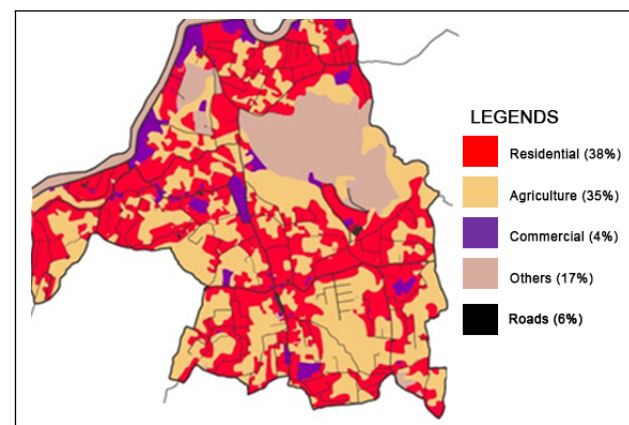 LEGENDS
Residential (38%)
Agriculture (35%)
Commercial (4%)
Others (17%)
Roads (6%)